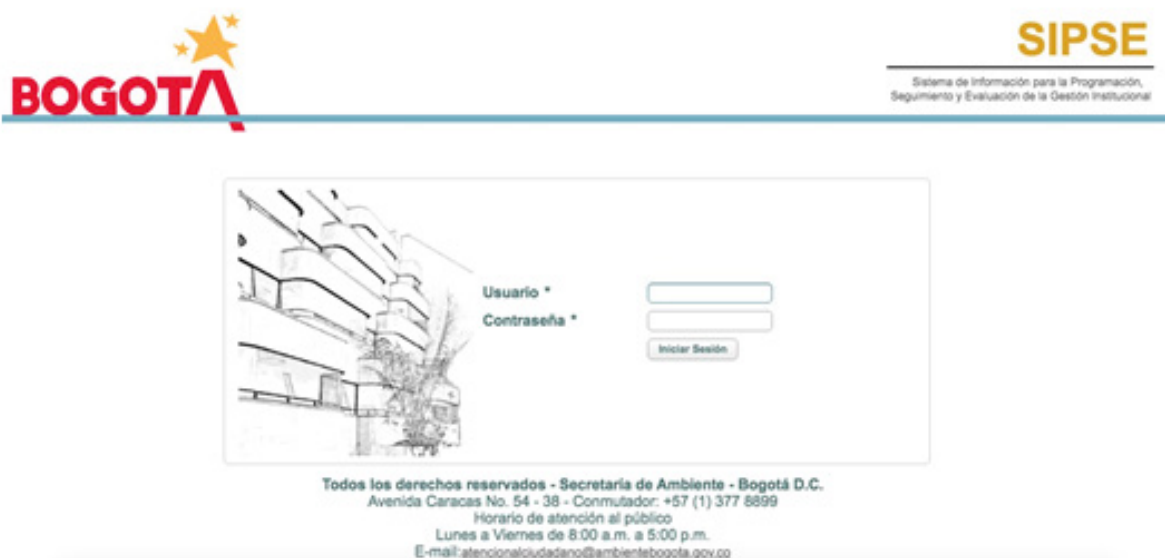 BOGOTA
SIPSE
Sistema de Información para la Programación,
Seguimiento y Evaluación de la Gestión Institucional
Usuario *
Contraseña *
Iniciar Sesión
Todos los derechos reservados - Secretaría de Ambiente - Bogotá D.C.
Avenida Caracas No. 54 - 38 - Conmutador: +57 (1) 377 8899
Horario de atención al público
Lunes a Viernes de 8:00 a.m. a 5:00 p.m.
E-mail:atencionalciudadano@ambientebogota.gov.co